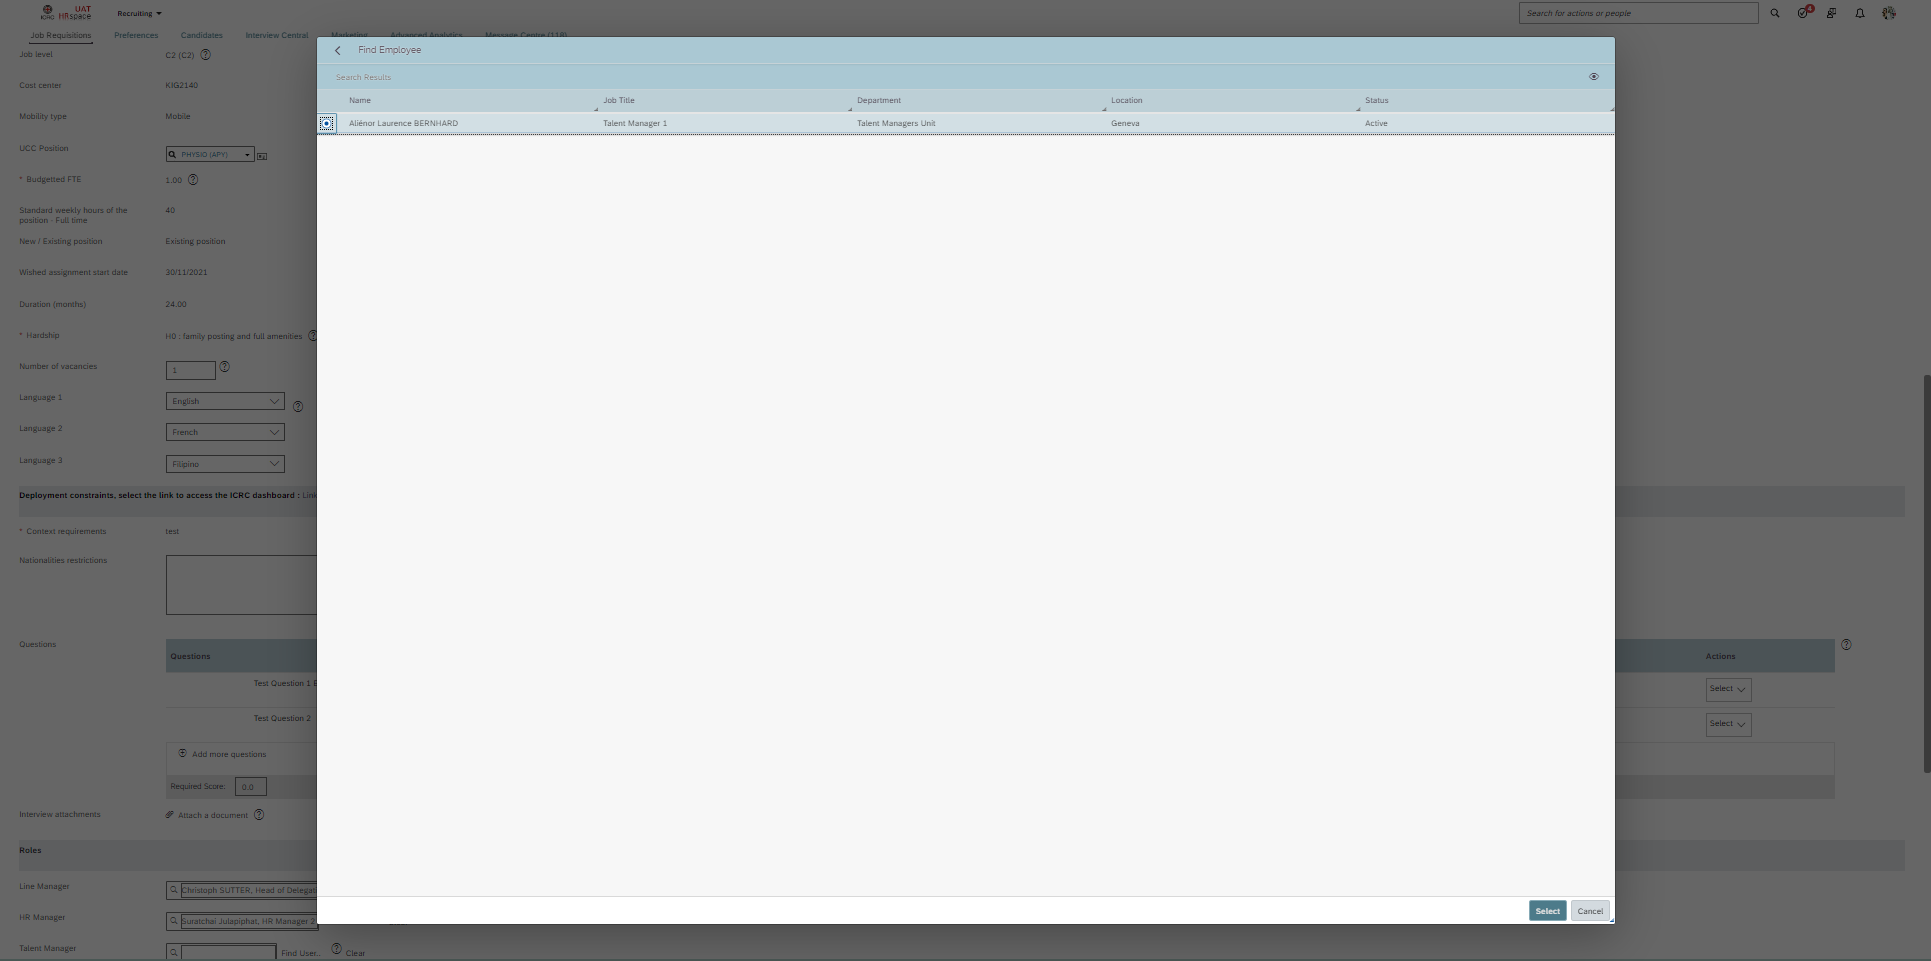 ICRC UAT HRspace Recruiting Search for actions or people 4
Job Requisitions Preferences Candidates Interview Central Marketing Advanced Analytics Message Centre (118)
Find Employee
Search Results
Name Job Title Department Location Status
Aliénor Laurence BERNHARD Talent Manager 1 Talent Managers Unit Geneva Active
Job level C2 (C2)
Cost center KIG2140
Mobility type Mobile
UCC Position PHYSIO (APY)
* Budgetted FTE 1.00
Standard weekly hours of the 40
position - Full time
New / Existing position Existing position
Wished assignment start date 30/11/2021
Duration (months) 24.00
* Hardship H0 : family posting and full amenities
Number of vacancies 1
Language 1 English
Language 2 French
Language 3 Filipino
Deployment constraints, select the link to access the ICRC dashboard : Link
* Context requirements test
Nationalities restrictions
Questions
Questions Actions
Test Question 1 E Select
Test Question 2 Select
Add more questions
Required Score: 0.0
Interview attachments Attach a document
Roles
Line Manager Christoph SUTTER, Head of Delegati
HR Manager Suratchai Julapiphat, HR Manager 2
Talent Manager Find User... Clear
Select Cancel